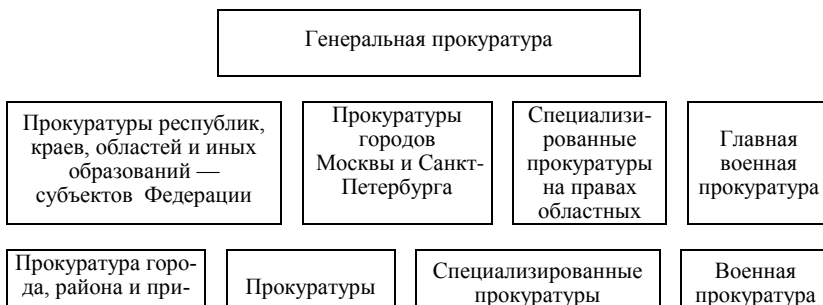 Генеральная прокуратура
Прокуратуры республик,
краев, областей и иных
образований —
субъектов Федерации
Прокуратуры
городов
Москвы и Санкт-
Петербурга
Специализи-
рованные
прокуратуры
на правах
областных
Главная
военная
прокуратура
Прокуратура горо-
да, района и при-
Прокуратуры
Специализированные
прокуратуры
Военная
прокуратура